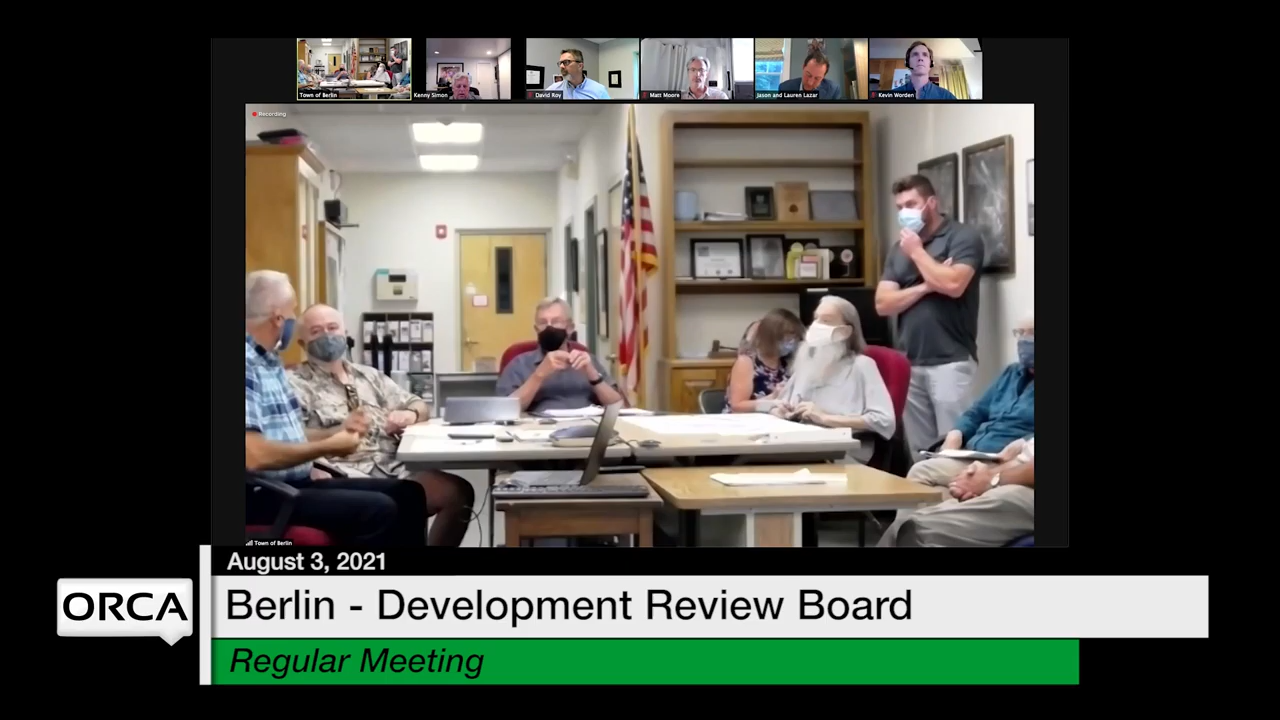 Town of Berlin
Kenny Simon
David Roy
Matt Moore
Jason and Lauren Lazar
Kevin Worden
Recording
Town of Berlin
August 3, 2021
ORCA
Berlin - Development Review Board
Regular Meeting